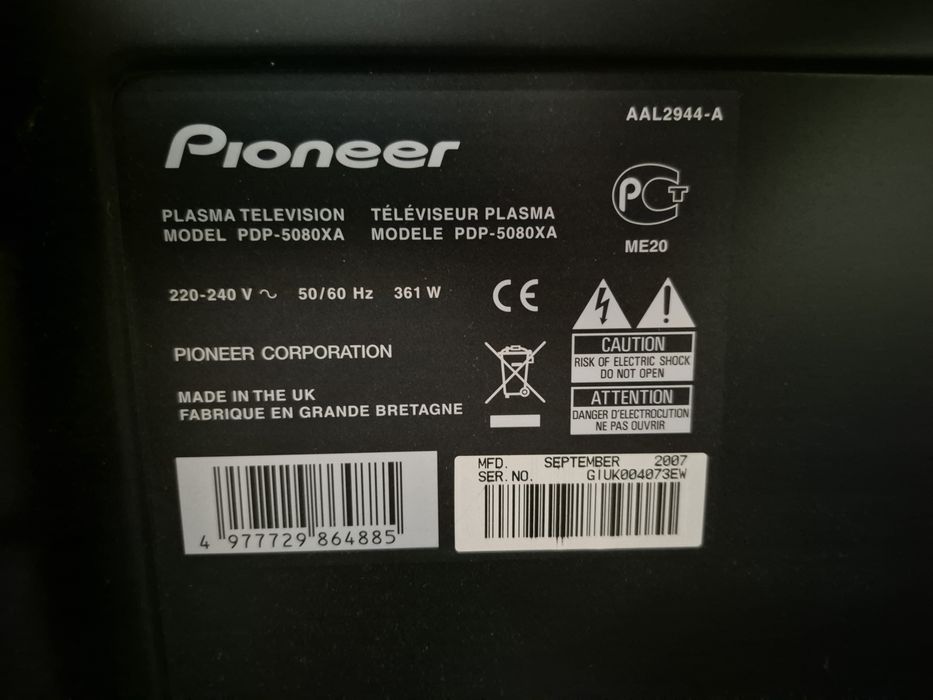 AAL2944-A
Pioneer
PCT
ME20
PLASMA TELEVISION TÉLÉVISEUR PLASMA
MODEL PDP-5080XA MODELE PDP-5080XA
220-240 V ~ 50/60 Hz 361 W
CE
PIONEER CORPORATION
MADE IN THE UK
FABRIQUE EN GRANDE BRETAGNE
CAUTION
RISK OF ELECTRIC SHOCK
DO NOT OPEN
ATTENTION
DANGER D'ELECTROCUTION
NE PAS OUVRIR
4 977729 864885
MFD. SEPTEMBER 2007
SER. NO. GIUK004073EW